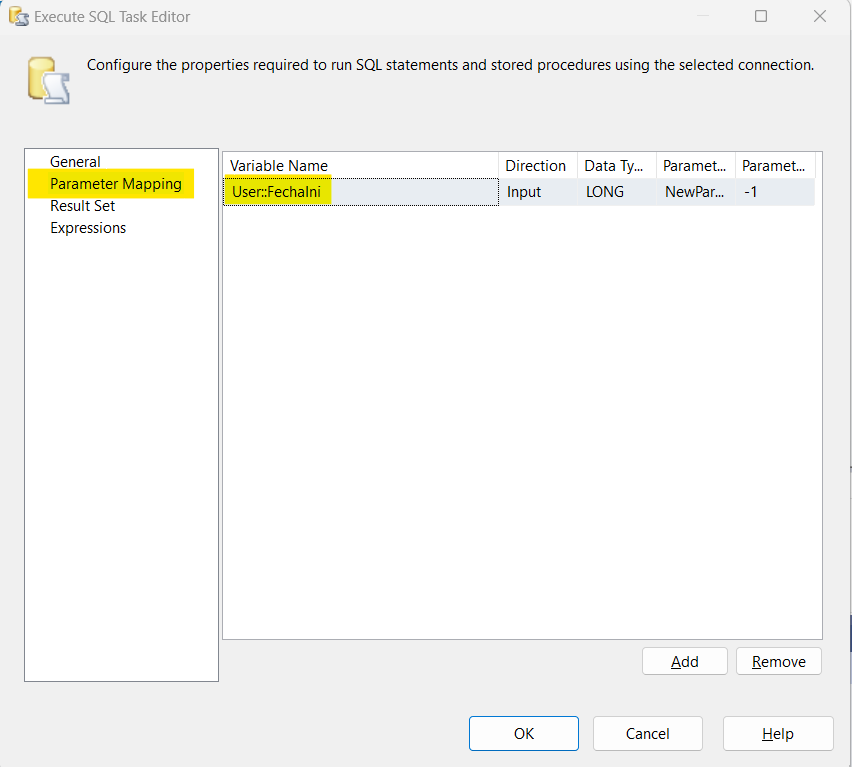 Execute SQL Task Editor
Configure the properties required to run SQL statements and stored procedures using the selected connection.
General
Parameter Mapping
Result Set
Expressions
Variable Name Direction Data Ty... Paramet... Paramet...
User::FechaIni Input LONG NewPar... -1
Add Remove
OK Cancel Help